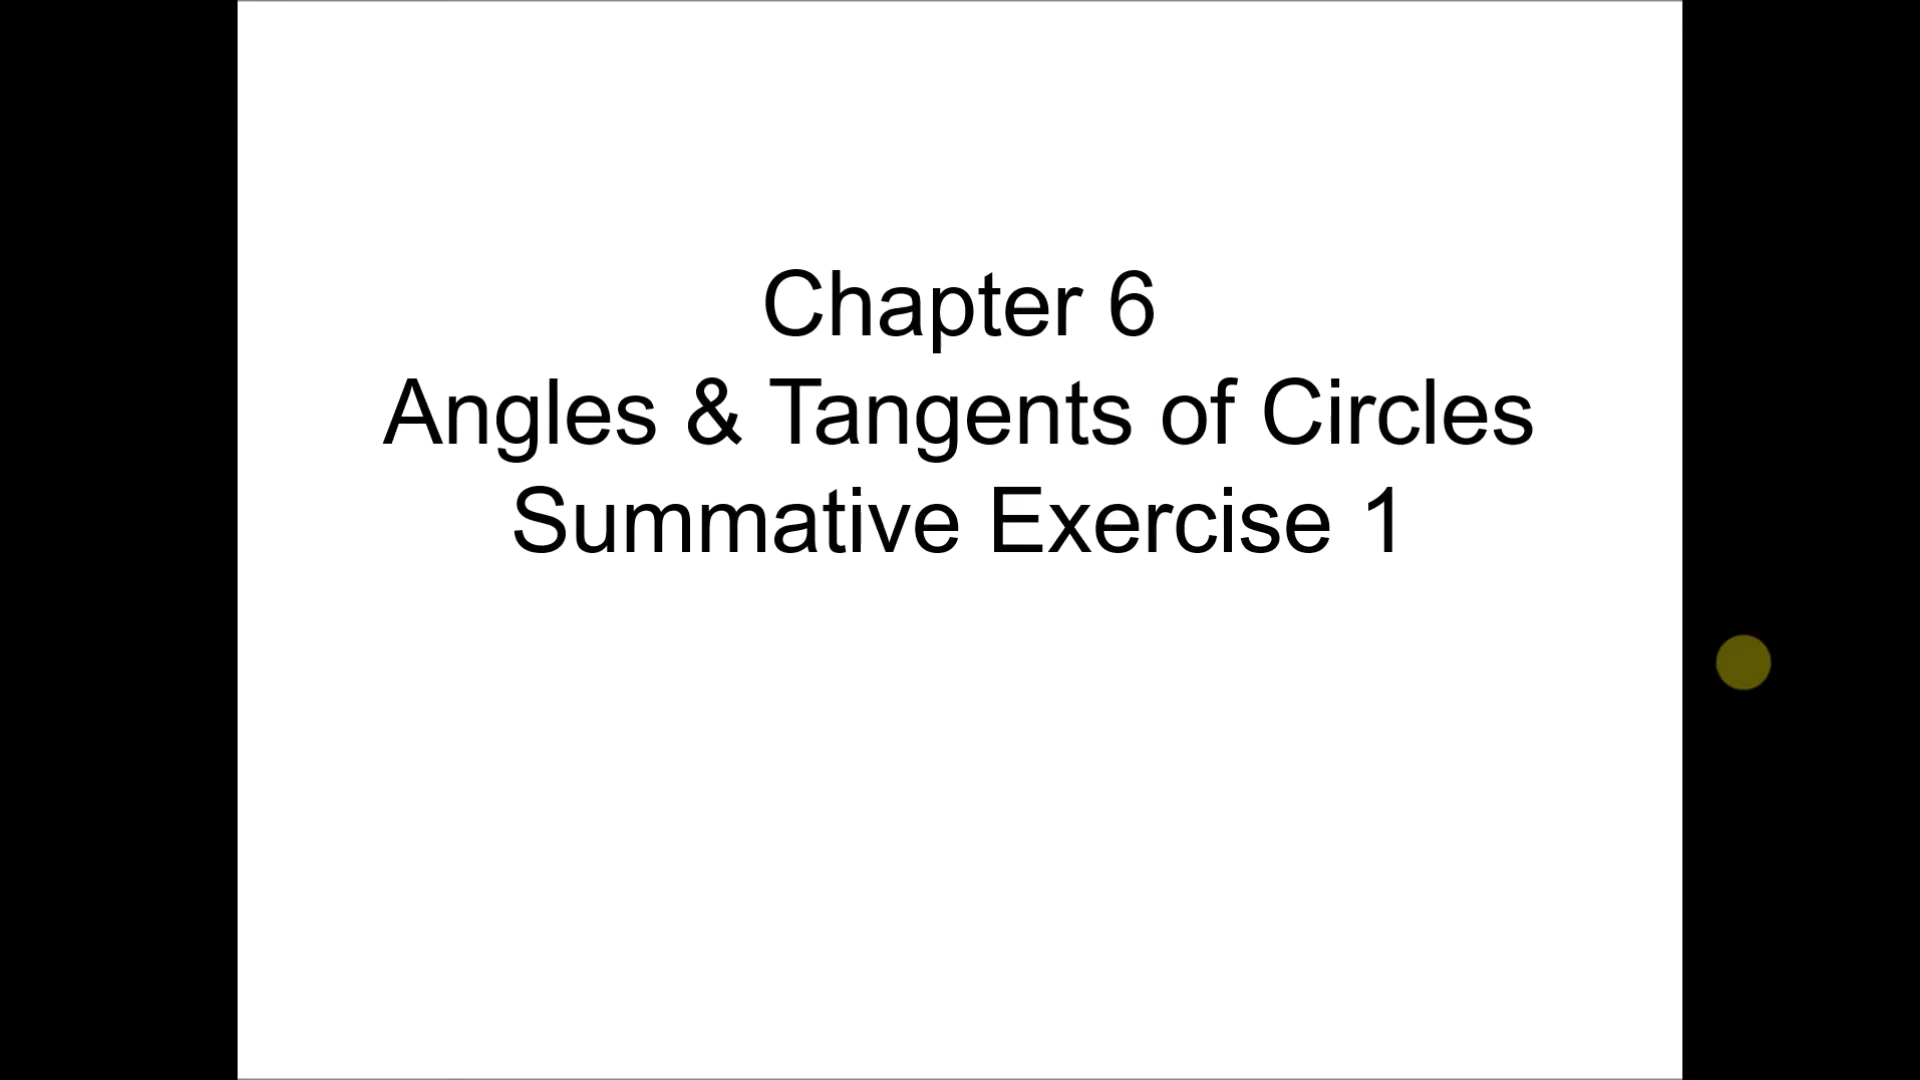 Chapter 6
Angles & Tangents of Circles
Summative Exercise 1